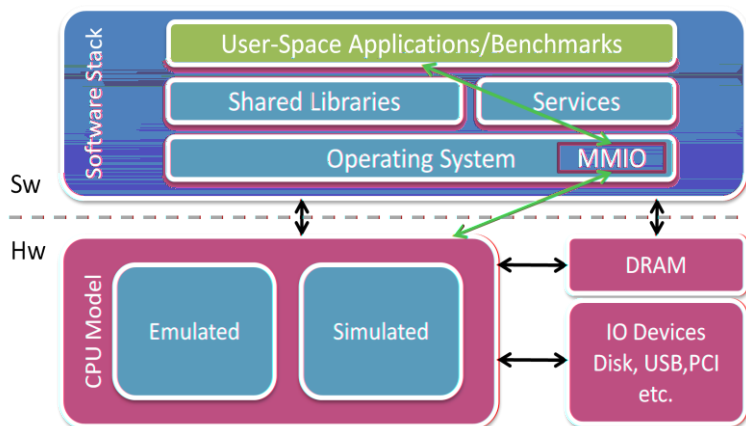 Software Stack
User-Space Applications/Benchmarks
Shared Libraries
Services
Operating System
MMIO
Sw
Hw
CPU Model
Emulated
Simulated
DRAM
IO Devices
Disk, USB,PCI
etc.